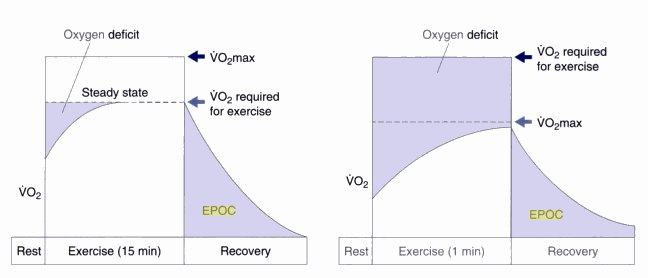 Oxygen deficit
V̇O₂max
Steady state
V̇O₂ required
for exercise
V̇O₂
EPOC
Rest
Exercise (15 min)
Recovery
Oxygen deficit
V̇O₂ required
for exercise
V̇O₂max
V̇O₂
EPOC
Rest
Exercise (1 min)
Recovery